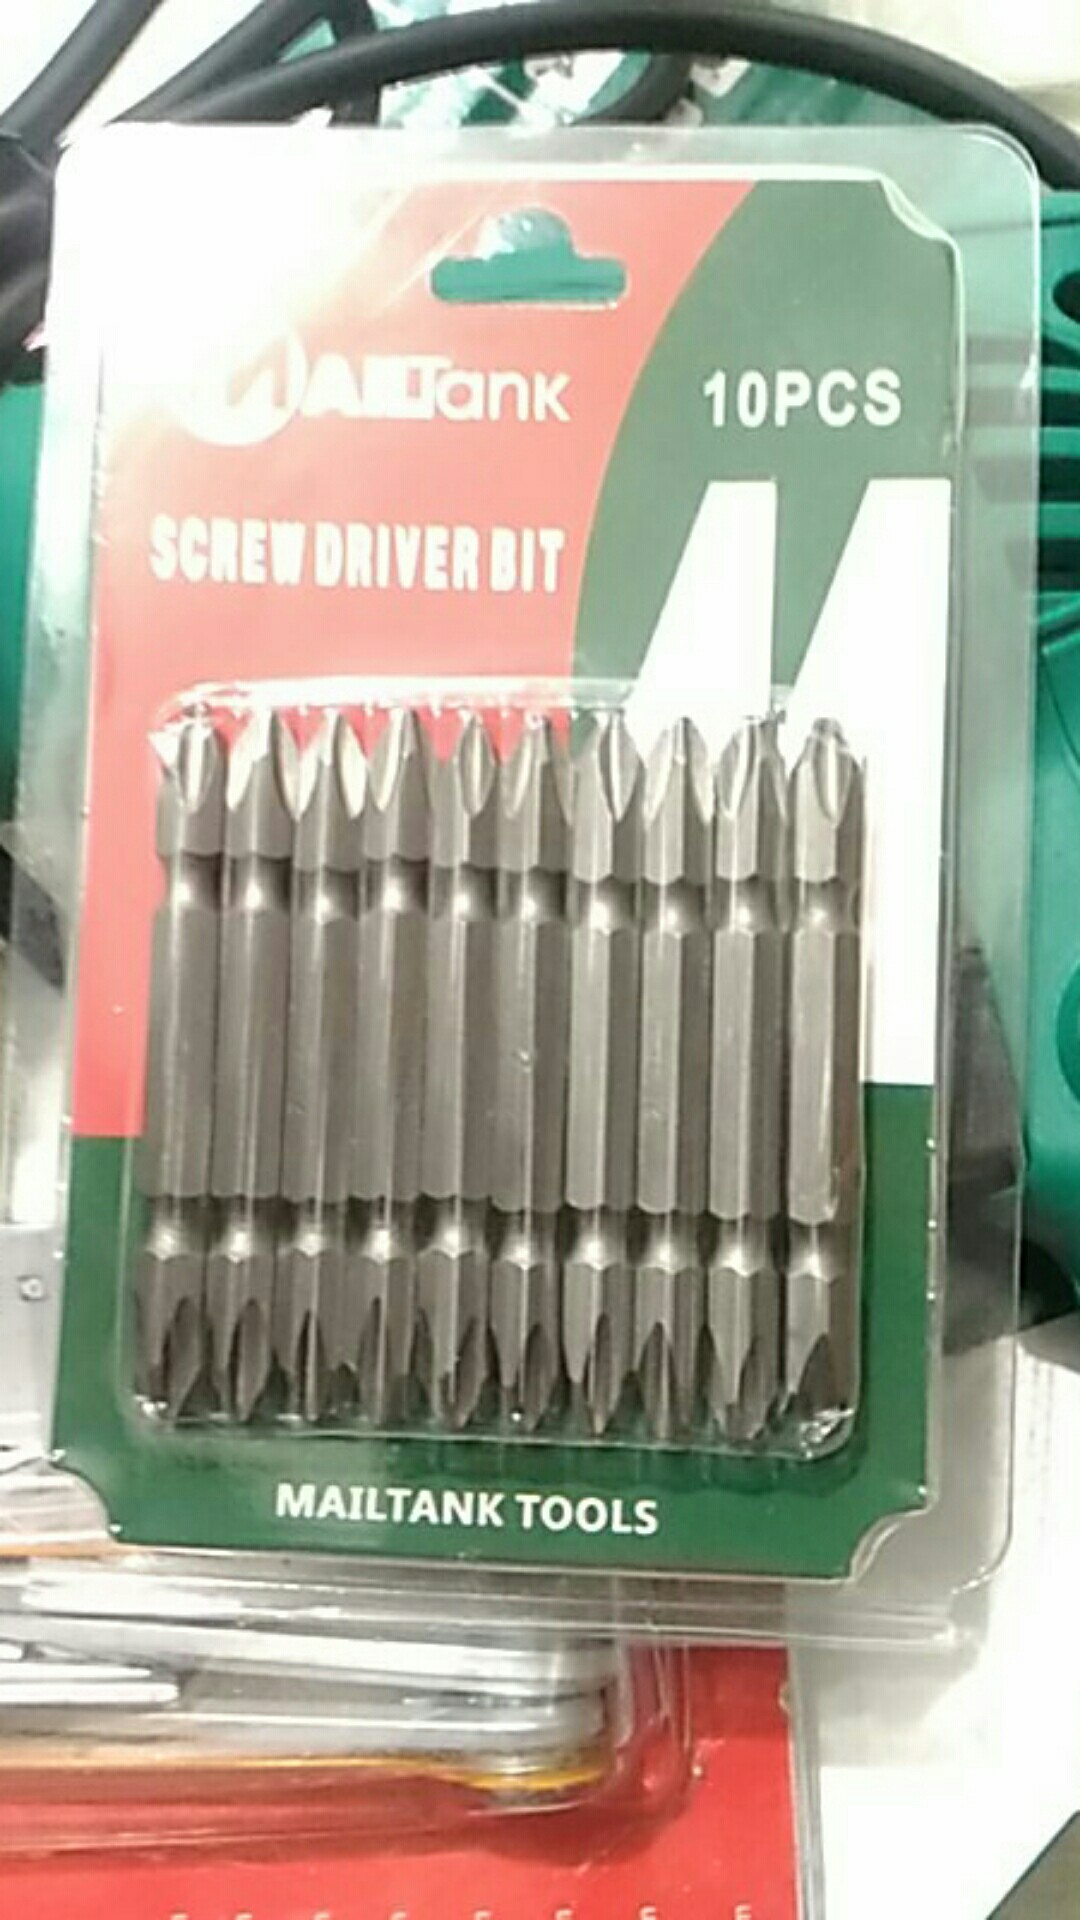 MAILTank
10PCS
SCREW DRIVER BIT
MAILTANK TOOLS